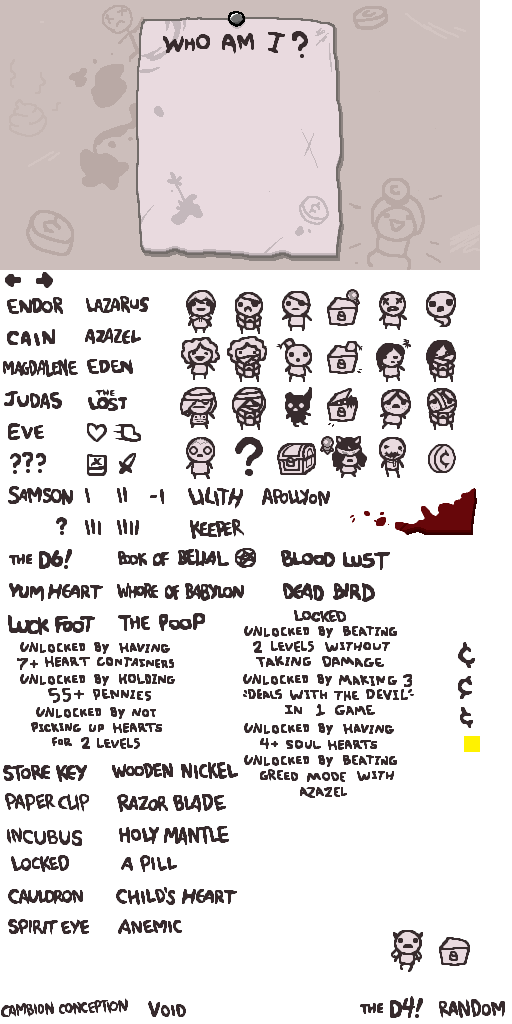 WHO AM I?
ENDOR LAZARUS
CAIN AZAZEL
MAGDALENE EDEN
JUDAS THE LOST
EVE
???
?
SAMSON I II -I LILITH APOLLYON
? III IIII KEEPER
THE D6! BOOK OF BELIAL BLOOD LUST
YUM HEART WHORE OF BABYLON DEAD BIRD
LUCK FOOT THE POOP
LOCKED
UNLOCKED BY HAVING
7+ HEART CONTAINERS
UNLOCKED BY HOLDING
55+ PENNIES
UNLOCKED BY NOT
PICKING UP HEARTS
FOR 2 LEVELS
UNLOCKED BY BEATING
2 LEVELS WITHOUT
TAKING DAMAGE
UNLOCKED BY MAKING 3
"DEALS WITH THE DEVIL"
IN 1 GAME
UNLOCKED BY HAVING
4+ SOUL HEARTS
UNLOCKED BY BEATING
GREED MODE WITH
AZAZEL
¢
¢
¢
STORE KEY WOODEN NICKEL
PAPER CLIP RAZOR BLADE
INCUBUS HOLY MANTLE
LOCKED A PILL
CAULDRON CHILD'S HEART
SPIRIT EYE ANEMIC
CAMBION CONCEPTION VOID THE D4! RANDOM